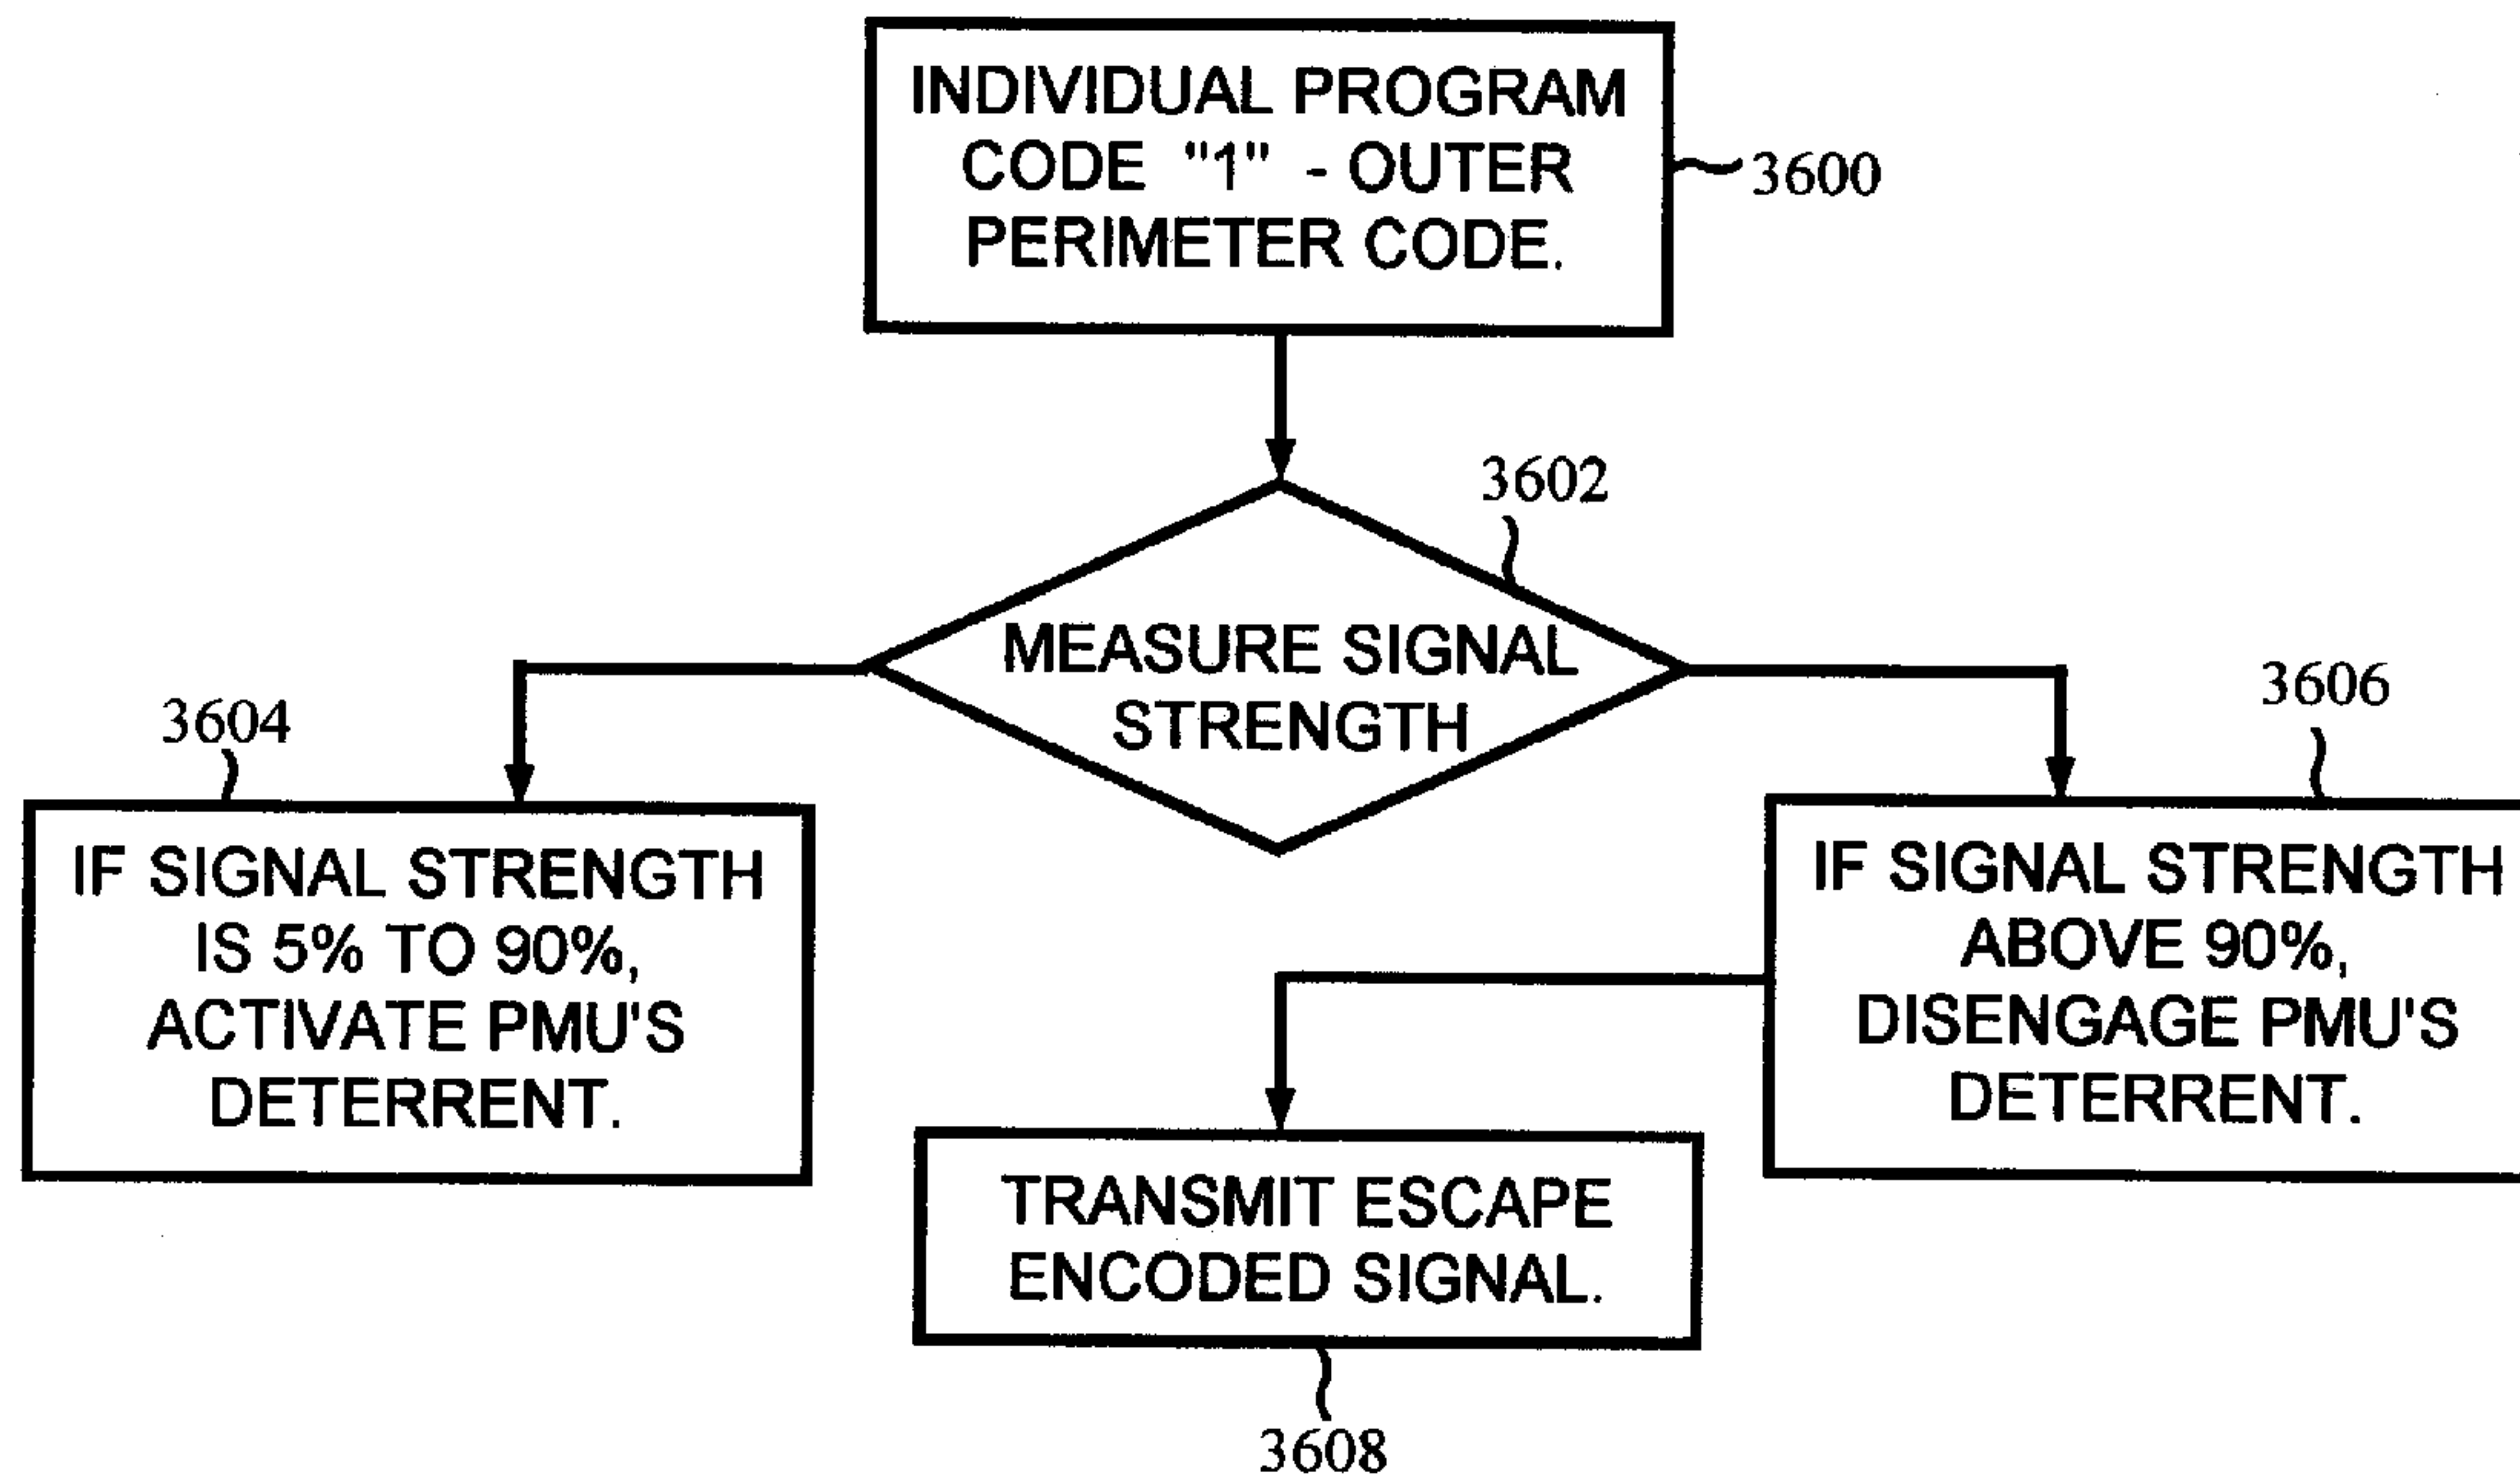 INDIVIDUAL PROGRAM
CODE "1" - OUTER
PERIMETER CODE.
3600
3602
MEASURE SIGNAL
STRENGTH
3604
IF SIGNAL STRENGTH
IS 5% TO 90%,
ACTIVATE PMU'S
DETERRENT.
3606
IF SIGNAL STRENGTH
ABOVE 90%,
DISENGAGE PMU'S
DETERRENT.
TRANSMIT ESCAPE
ENCODED SIGNAL.
3608